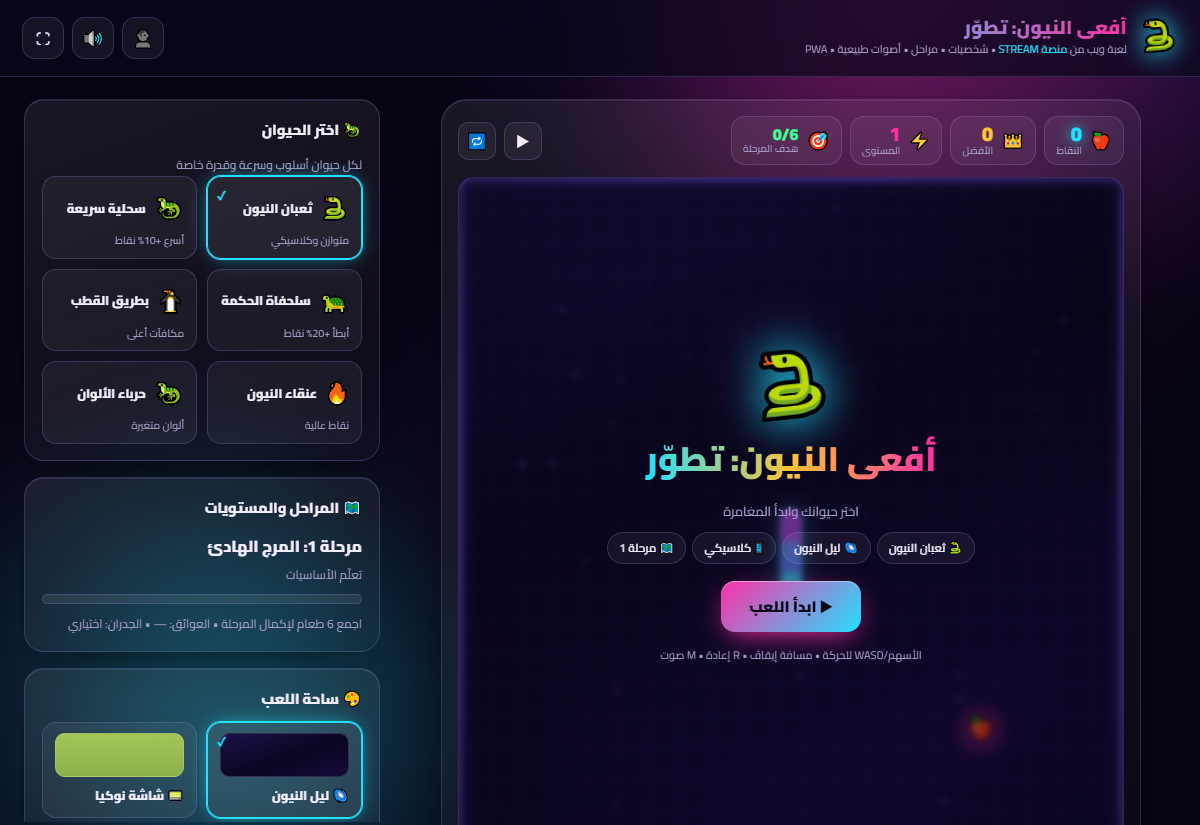 أفعى النيون: تطوّر
لعبة ويب من منصة STREAM • شخصيات • مراحل • أصوات طبيعية • PWA
0
النقاط
0
الأفضل
1
المستوى
0/6
هدف المرحلة
أفعى النيون: تطوّر
اختر حيوانك وابدأ المغامرة
ثعبان النيون
ليل النيون
كلاسيكي
مرحلة 1
ابدأ اللعب
الأسهم/WASD للحركة • مسافة إيقاف • R إعادة • M صوت
اختر الحيوان
لكل حيوان أسلوب وسرعة وقدرة خاصة
ثعبان النيون
متوازن وكلاسيكي
سحلية سريعة
أسرع +10% نقاط
سلحفاة الحكمة
أبطأ +20% نقاط
بطريق القطب
مكافآت أعلى
عنقاء النيون
نقاط عالية
حرباء الألوان
ألوان متغيرة
المراحل والمستويات
مرحلة 1: المرج الهادئ
تعلّم الأساسيات
اجمع 6 طعام لإكمال المرحلة • العوائق: — • الجدران: اختياري
ساحة اللعب
ليل النيون
شاشة نوكيا